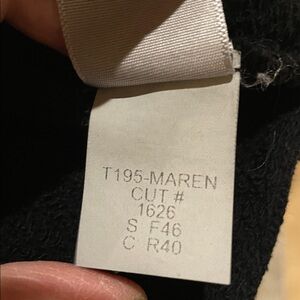 T195-MAREN
CUT #
1626
S F46
C R40